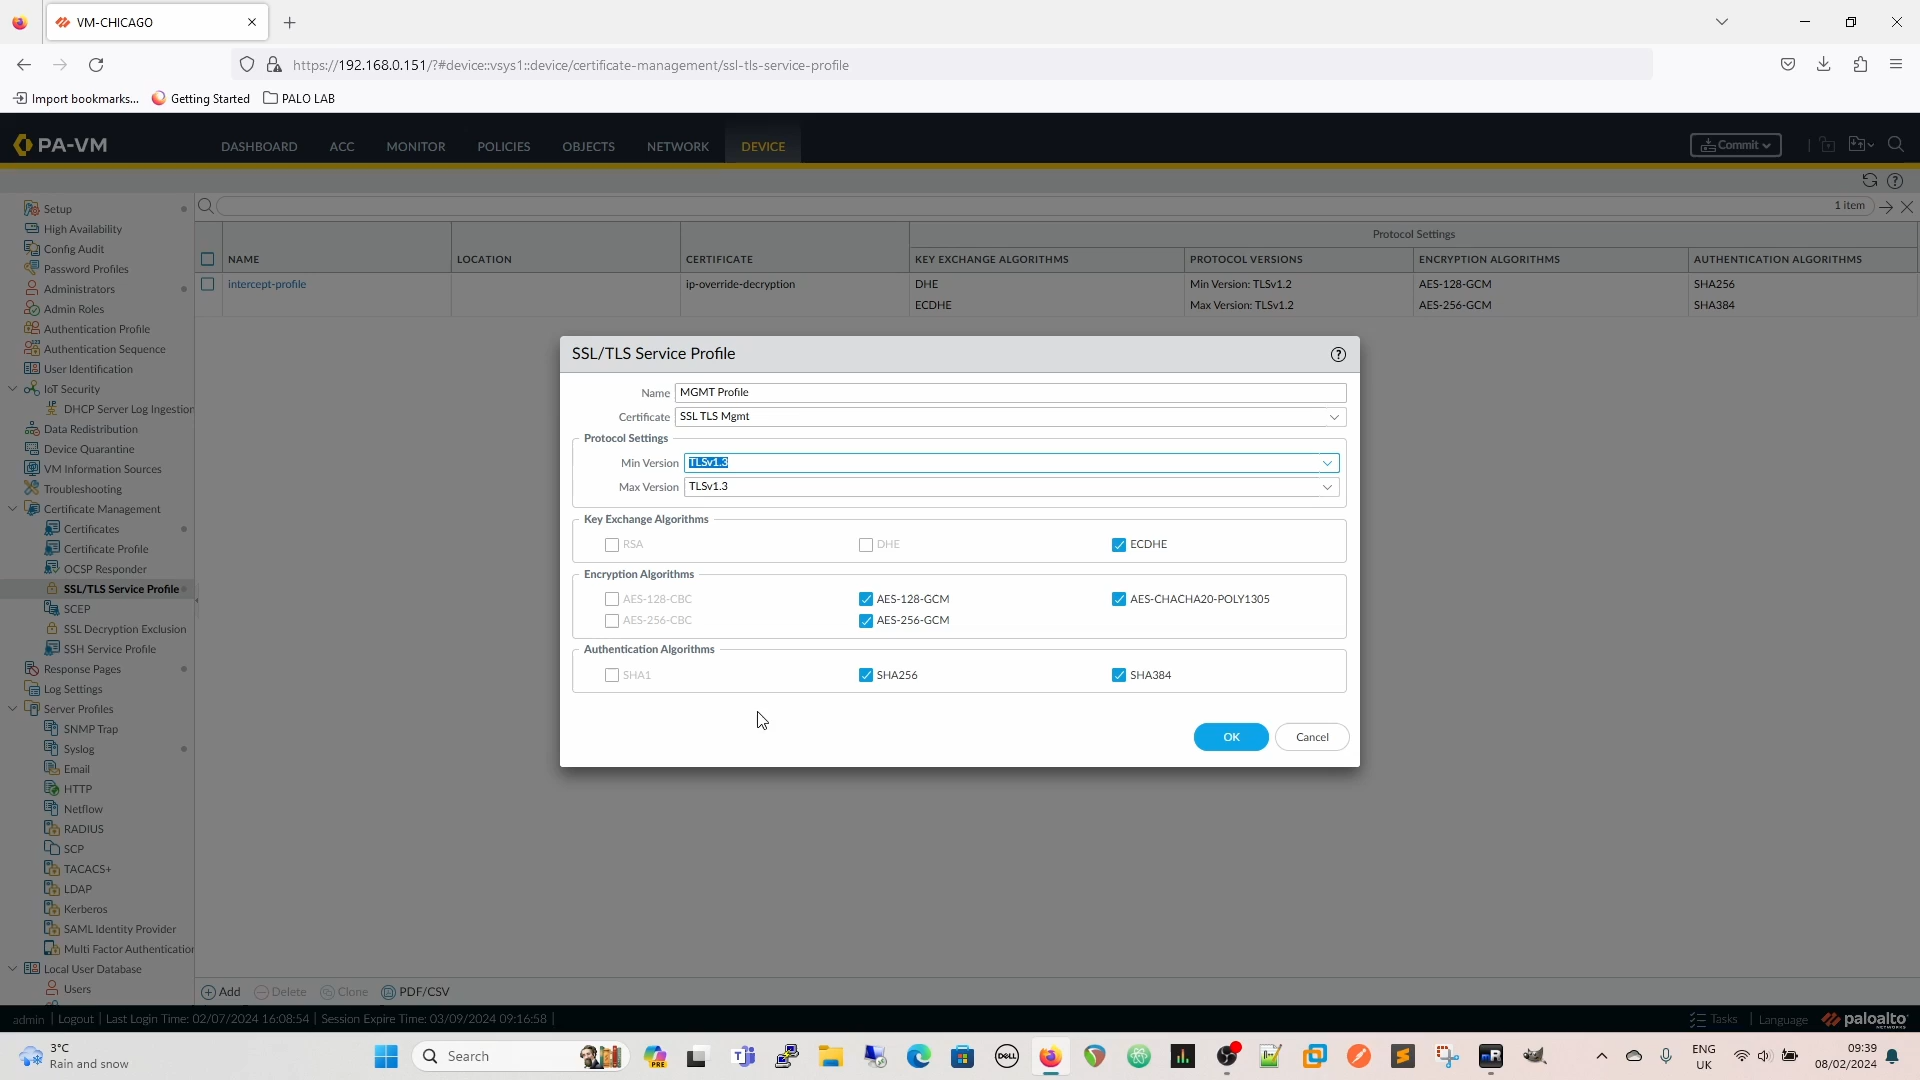 VM-CHICAGO
https://192.168.0.151/?#device::vsys1::device/certificate-management/ssl-tls-service-profile
Import bookmarks... Getting Started PALO LAB
PA-VM DASHBOARD ACC MONITOR POLICIES OBJECTS NETWORK DEVICE Commit
1 item
Protocol Settings
NAME LOCATION CERTIFICATE KEY EXCHANGE ALGORITHMS PROTOCOL VERSIONS ENCRYPTION ALGORITHMS AUTHENTICATION ALGORITHMS
intercept-profile ip-override-decryption DHE Min Version: TLSv1.2 AES-128-GCM SHA256
ECDHE Max Version: TLSv1.2 AES-256-GCM SHA384
Setup
High Availability
Config Audit
Password Profiles
Administrators
Admin Roles
Authentication Profile
Authentication Sequence
User Identification
IoT Security
DHCP Server Log Ingestion
Data Redistribution
Device Quarantine
VM Information Sources
Troubleshooting
Certificate Management
Certificates
Certificate Profile
OCSP Responder
SSL/TLS Service Profile
SCEP
SSL Decryption Exclusion
SSH Service Profile
Response Pages
Log Settings
Server Profiles
SNMP Trap
Syslog
Email
HTTP
Netflow
RADIUS
SCP
TACACS+
LDAP
Kerberos
SAML Identity Provider
Multi Factor Authentication
Local User Database
Users
SSL/TLS Service Profile
Name MGMT Profile
Certificate SSL TLS Mgmt
Protocol Settings
Min Version TLSv1.3
Max Version TLSv1.3
Key Exchange Algorithms
RSA DHE ECDHE
Encryption Algorithms
AES-128-CBC AES-128-GCM AES-CHACHA20-POLY1305
AES-256-CBC AES-256-GCM
Authentication Algorithms
SHA1 SHA256 SHA384
OK Cancel
Add Delete Clone PDF/CSV
admin | Logout | Last Login Time: 02/07/2024 16:08:54 | Session Expire Time: 03/09/2024 09:16:58 |
Tasks | Language paloalto
NETWORKS
3°C
Rain and snow
Search
PRE
DELL
ENG
UK
09:39
08/02/2024